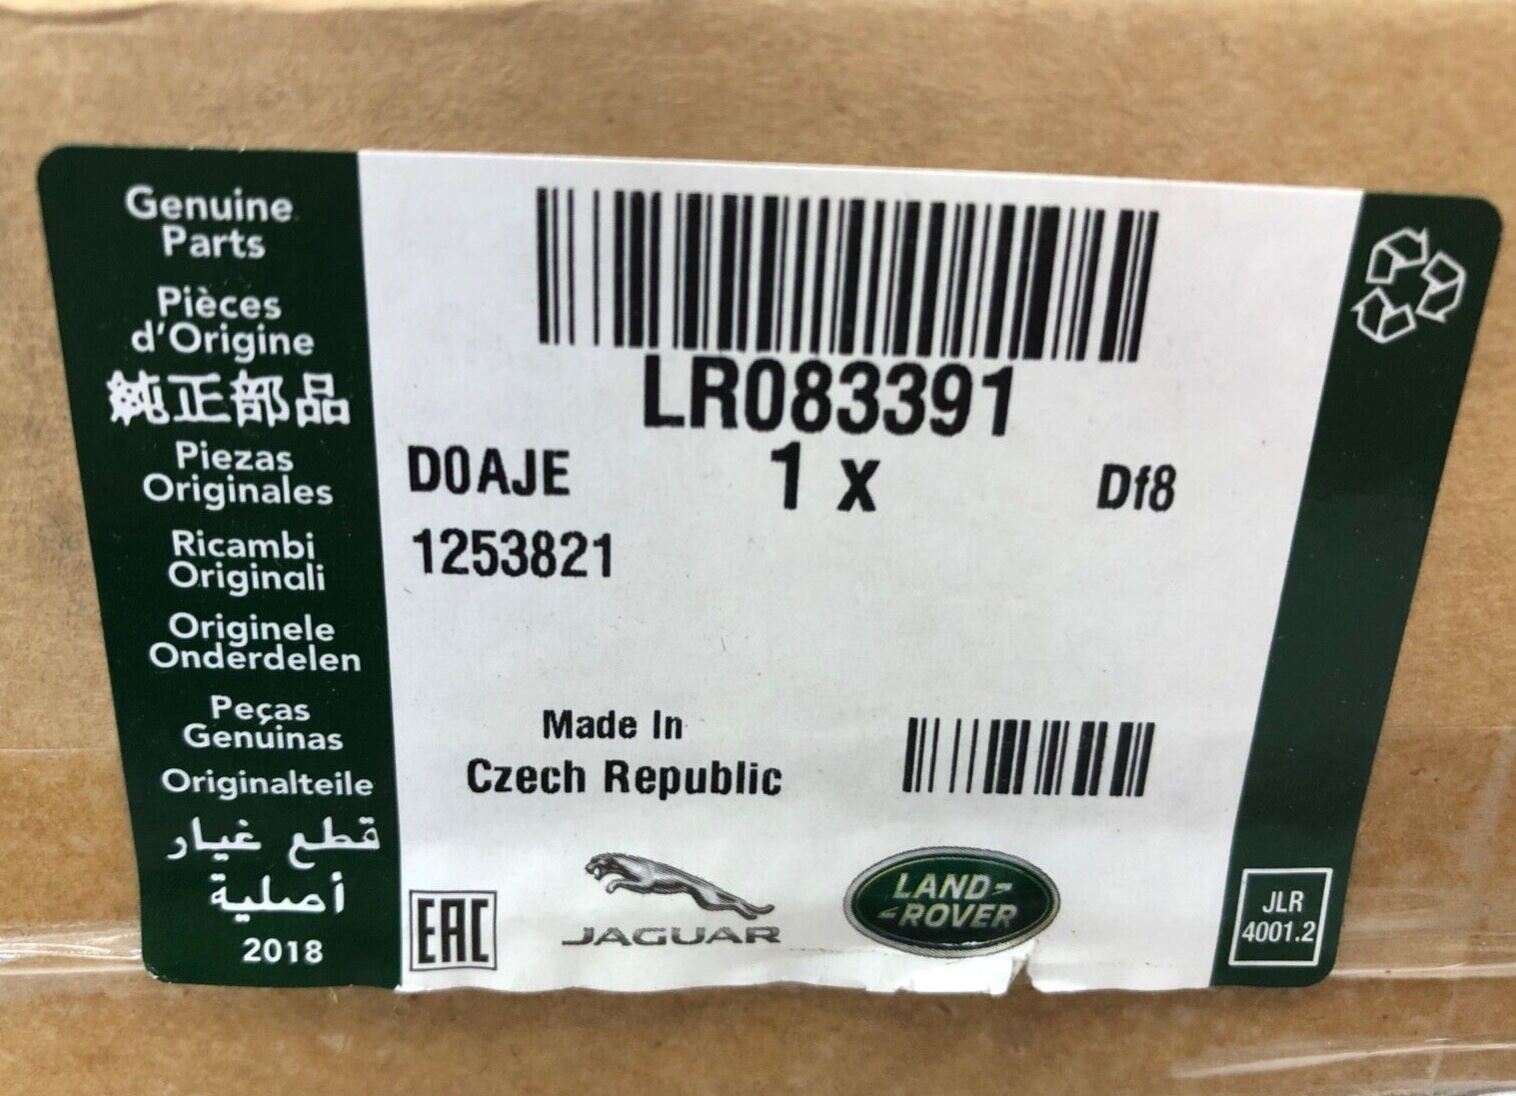 Genuine
Parts
Pièces
d'Origine
純正部品
Piezas
Originales
Ricambi
Originali
Originele
Onderdelen
Peças
Genuinas
Originalteile
قطع غيار
أصلية
2018
LR083391
D0AJE 1 x Df8
1253821
Made In
Czech Republic
EAC
JAGUAR
LAND-
ROVER
JLR
4001.2